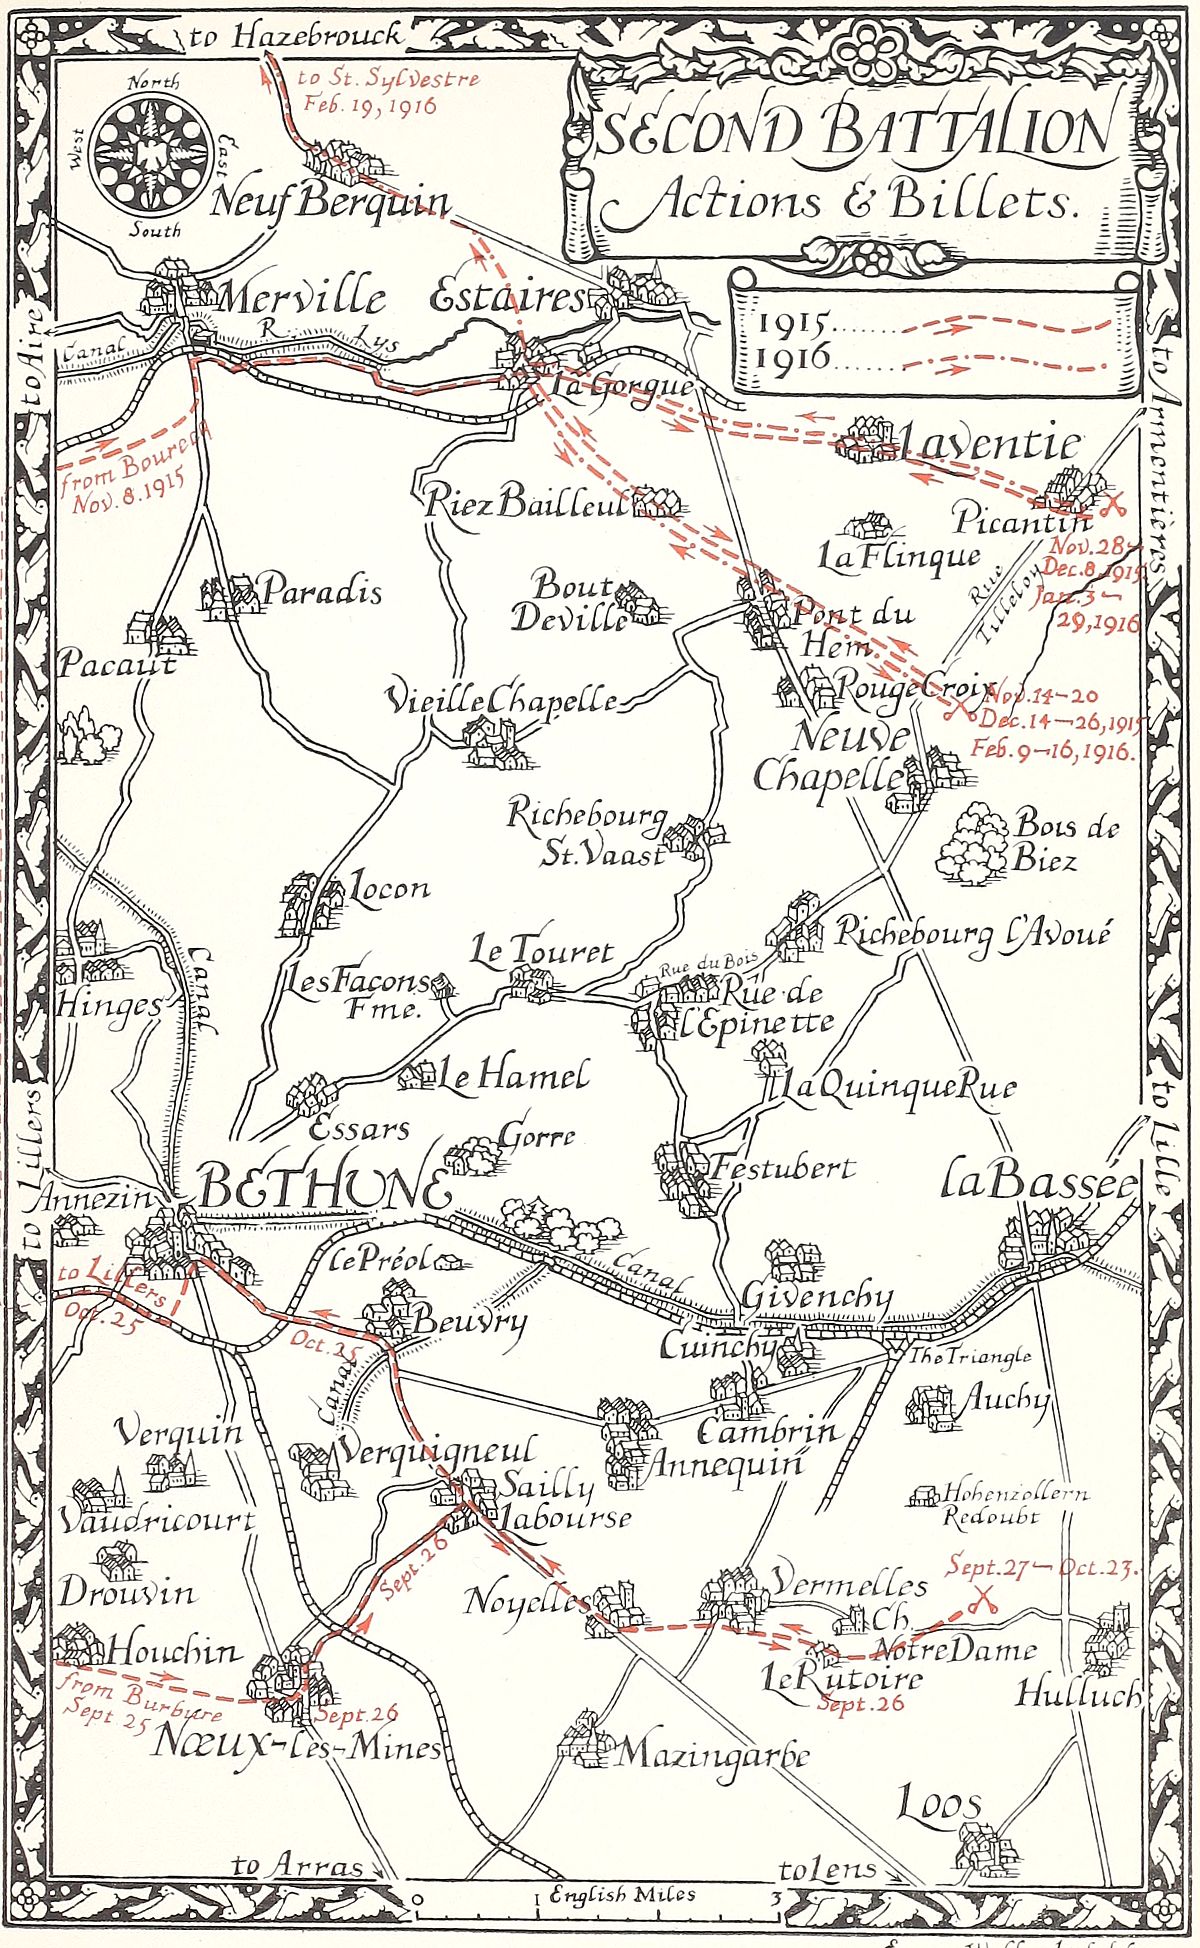 to Hazebrouck
to St. Sylvestre
Feb. 19, 1916
SECOND BATTALION
Actions & Billets.
North
West
East
South
Neuf Berquin
Merville
Estaires
1915
1916
to Aire
Canal
R. Lys
La Gorgue
to Armentières
Laventie
from Bourecq
Nov. 8. 1915
Riez Bailleul
Picantin
La Flinque
Nov. 28-
Dec. 8, 1915
Jan. 3-
29, 1916
Rue
Tilleloy
Paradis
Bout
Deville
Pont du
Hem
Pacaut
Vieille Chapelle
Rouge Croix
Nov. 14-20
Dec. 14-26, 1915
Feb. 9-16, 1916.
Neuve
Chapelle
Richebourg
St. Vaast
Bois de
Biez
Locon
Richebourg l'Avoué
Le Touret
Canal
Les Façons
Fme.
Rue du Bois
Rue de
l'Epinette
Hinges
Le Hamel
La Quinque Rue
Essars
Gorre
to Lillers
to Lille
Festubert
La Bassée
Annezin
BETHUNE
le Préol
Canal
to Lillers
Oct. 25
Givenchy
Beuvry
Oct. 25
Cuinchy
The Triangle
Canal
Auchy
Cambrin
Verquin
Verquigneul
Annequin
Sailly
Labourse
Hohenzollern
Redoubt
Vaudricourt
Drouvin
Sept. 26
Noyelles
Vermelles
Sept. 27- Oct. 23.
Ch.
Notre Dame
Houchin
Le Rutoire
Sept. 26
Hulluch
from Burbure
Sept 25
Sept. 26
Nœux-les-Mines
Mazingarbe
Loos
to Arras
to Lens
0 1 English Miles 3